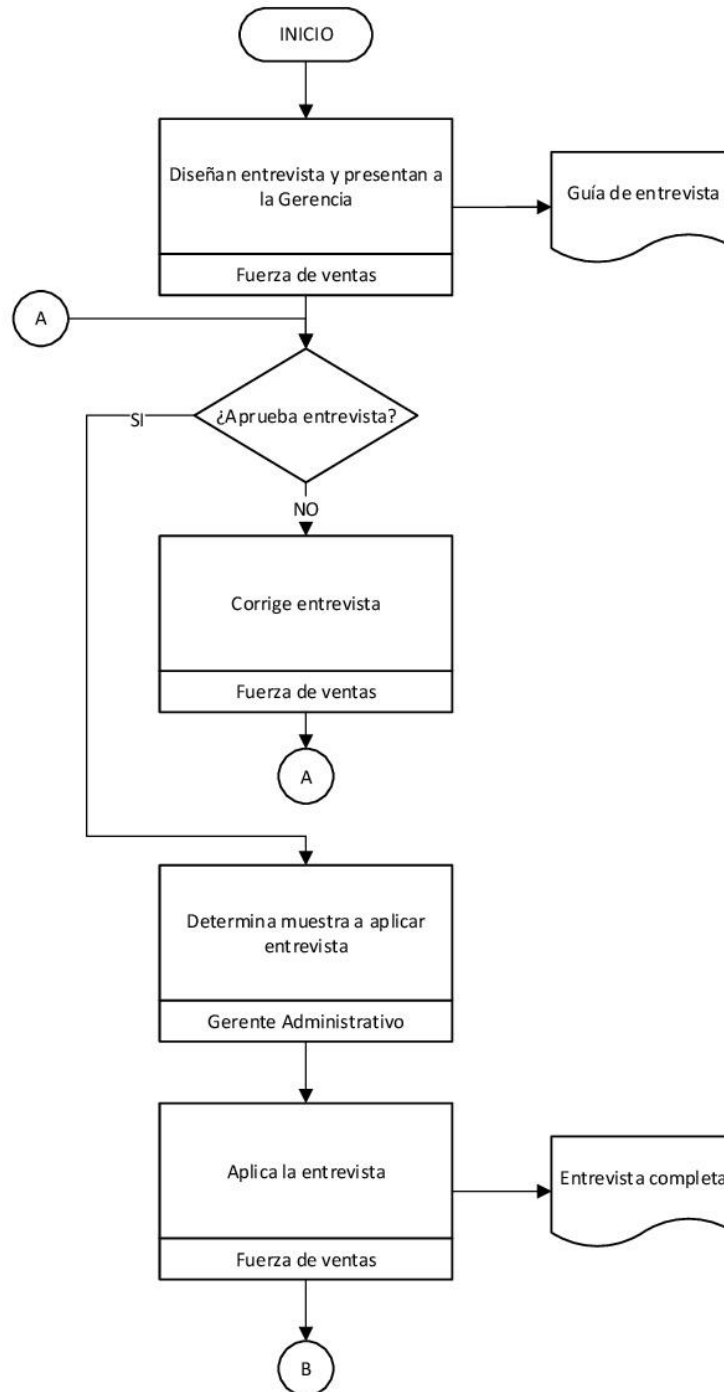 INICIO
Diseñan entrevista y presentan a
la Gerencia
Guía de entrevista
Fuerza de ventas
A
¿Aprueba entrevista?
SI
NO
Corrige entrevista
Fuerza de ventas
A
Determina muestra a aplicar
entrevista
Gerente Administrativo
Aplica la entrevista
Entrevista completa
Fuerza de ventas
B